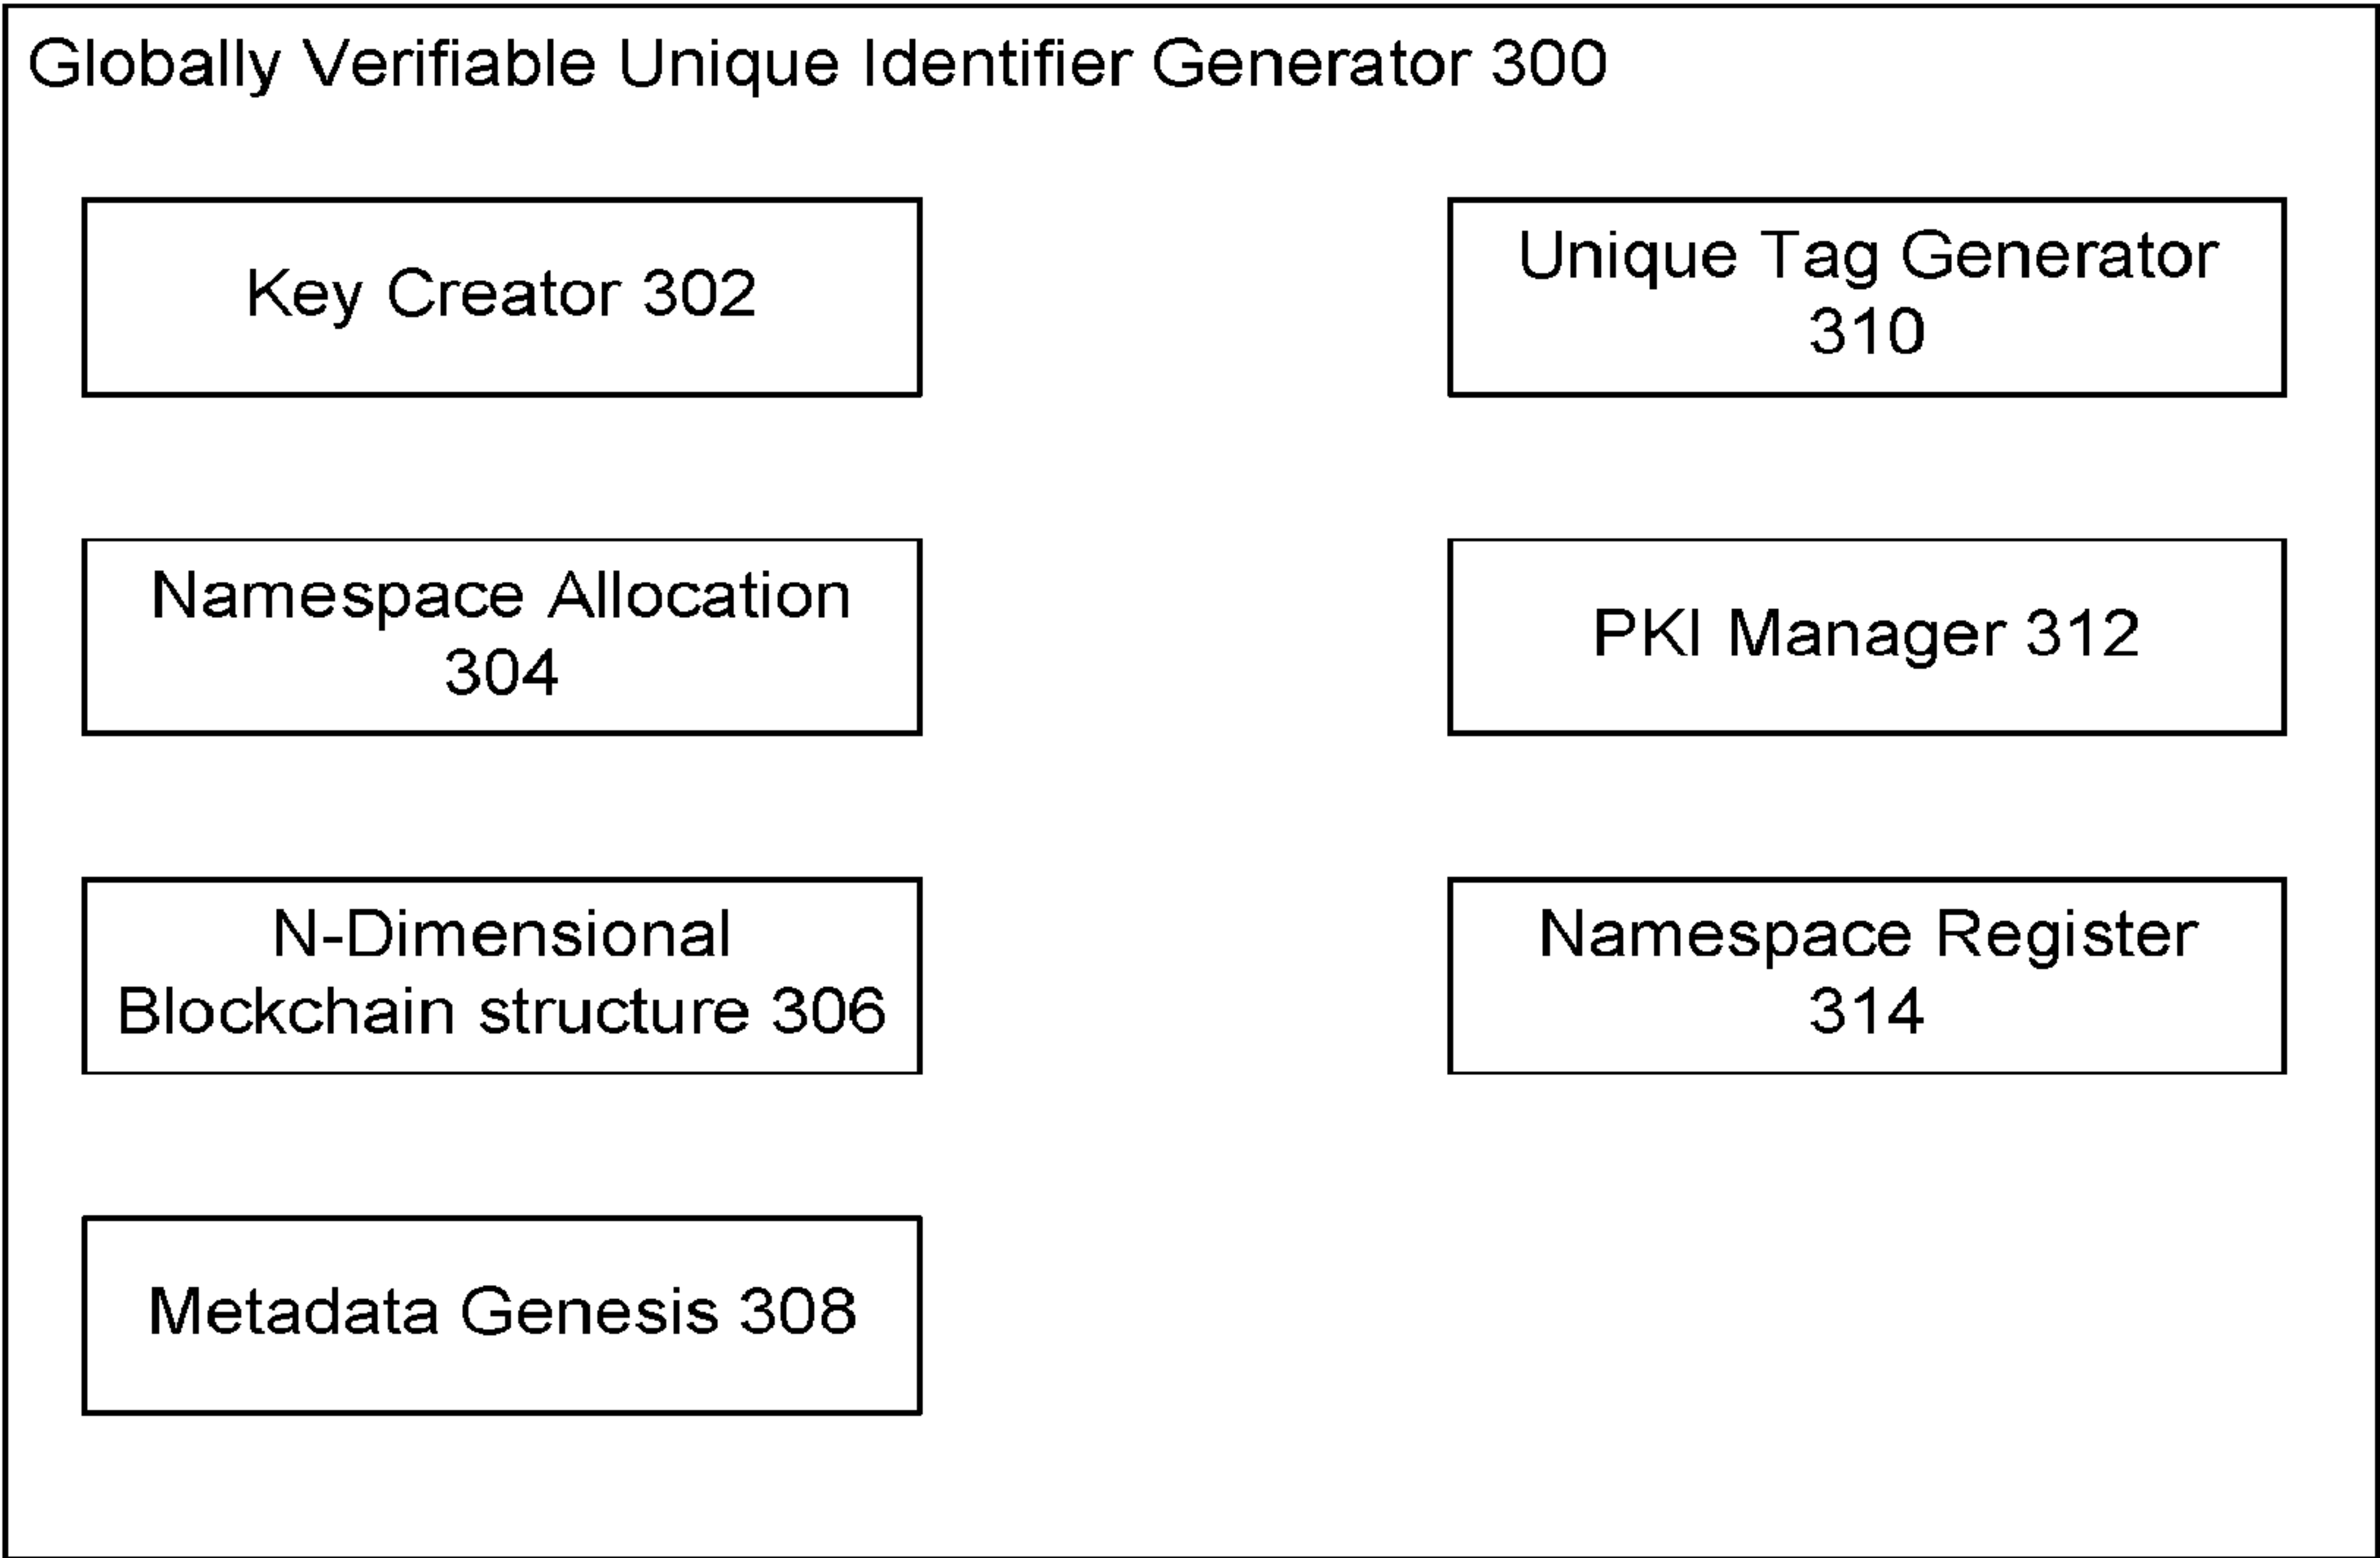 Globally Verifiable Unique Identifier Generator 300
Key Creator 302
Namespace Allocation
304
N-Dimensional
Blockchain structure 306
Metadata Genesis 308
Unique Tag Generator
310
PKI Manager 312
Namespace Register
314